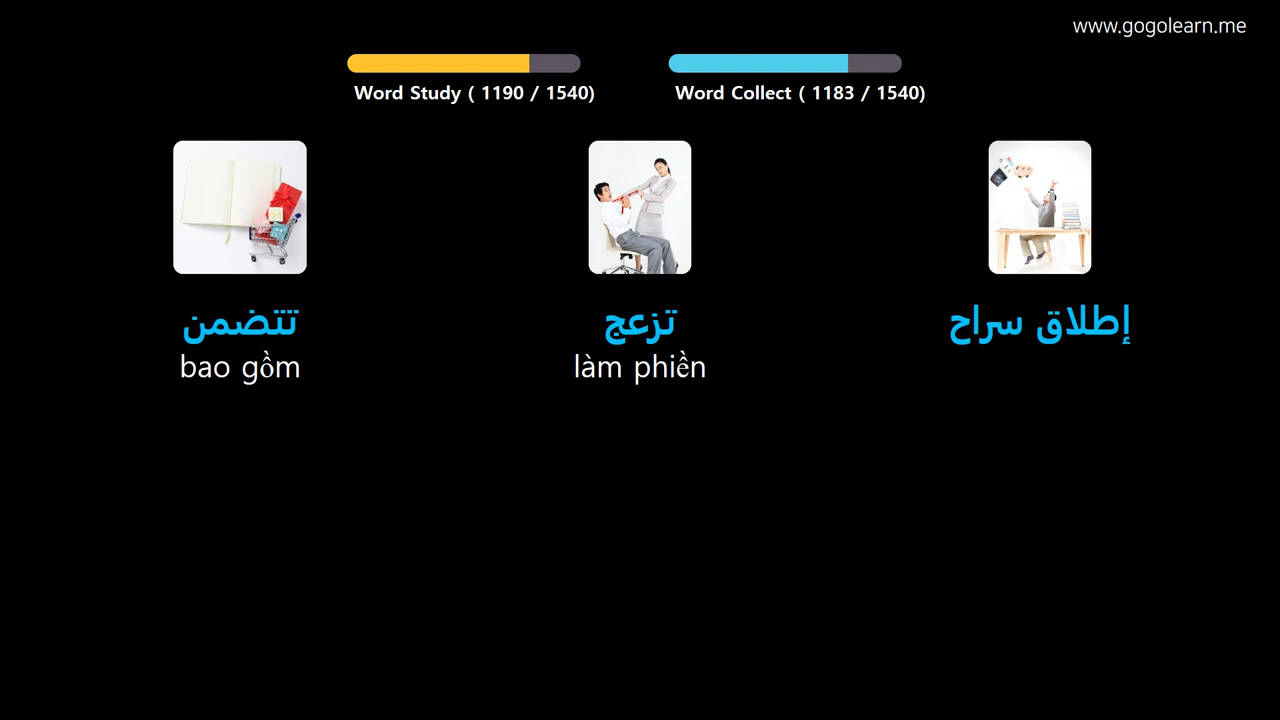 www.gogolearn.me
Word Study ( 1190 / 1540)
Word Collect ( 1183 / 1540)
تتضمن
bao gồm
تزعج
làm phiền
إطلاق سراح